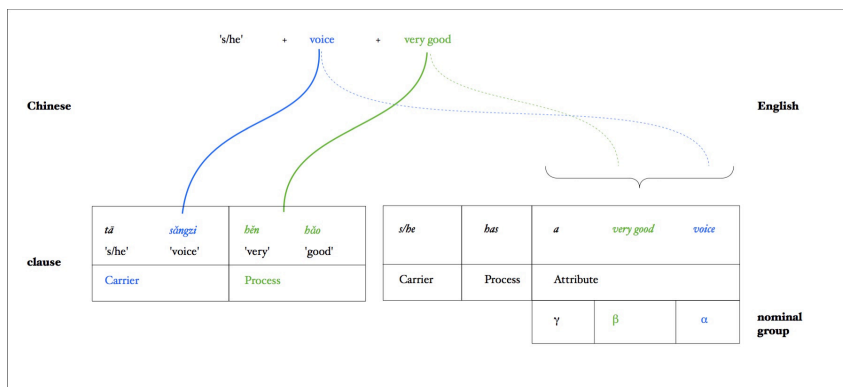 's/he' + voice + very good
Chinese English
tā sǎngzi hěn hǎo s/he has a very good voice
's/he' 'voice' 'very' 'good'
clause
Carrier Process Carrier Process Attribute
γ β α nominal
group